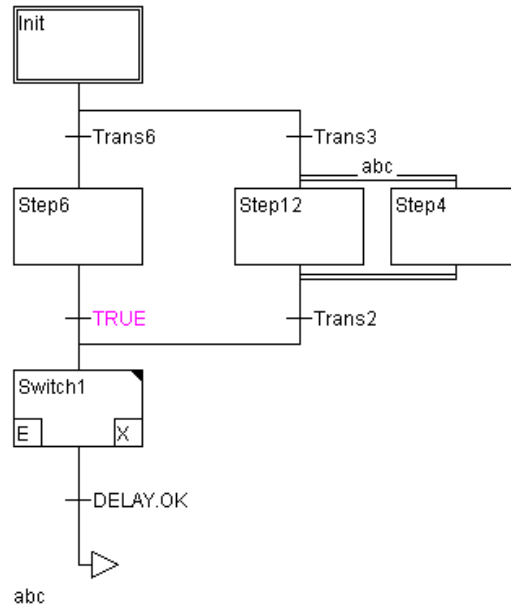 Init
Trans6
Trans3
abc
Step6
Step12
Step4
TRUE
Trans2
Switch1
E
X
DELAY.OK
abc